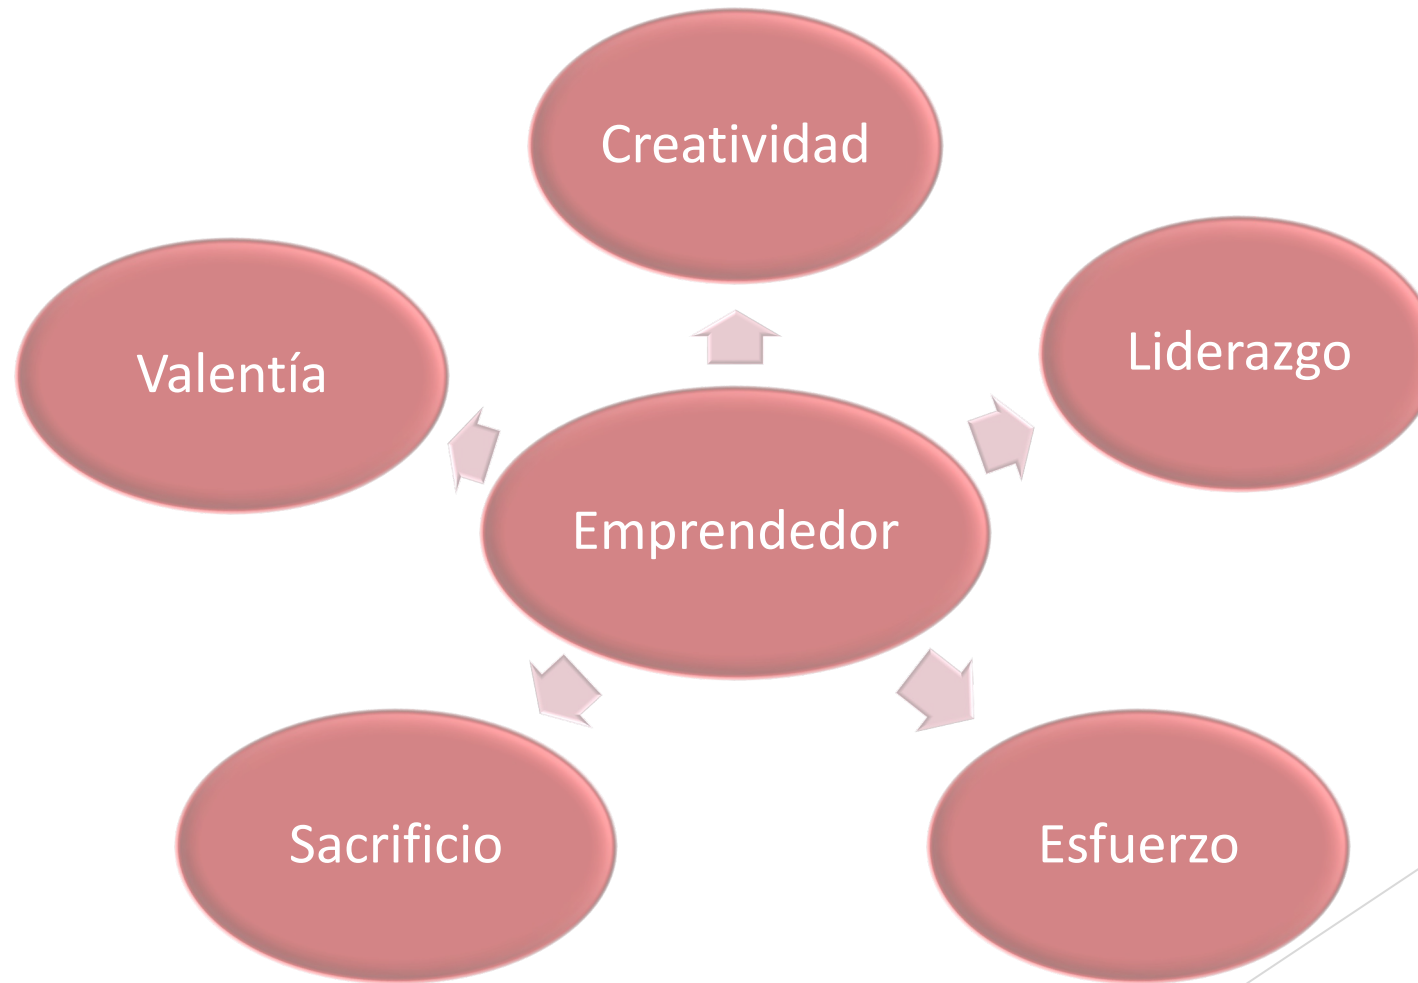 Creatividad
Valentía
Liderazgo
Emprendedor
Sacrificio
Esfuerzo